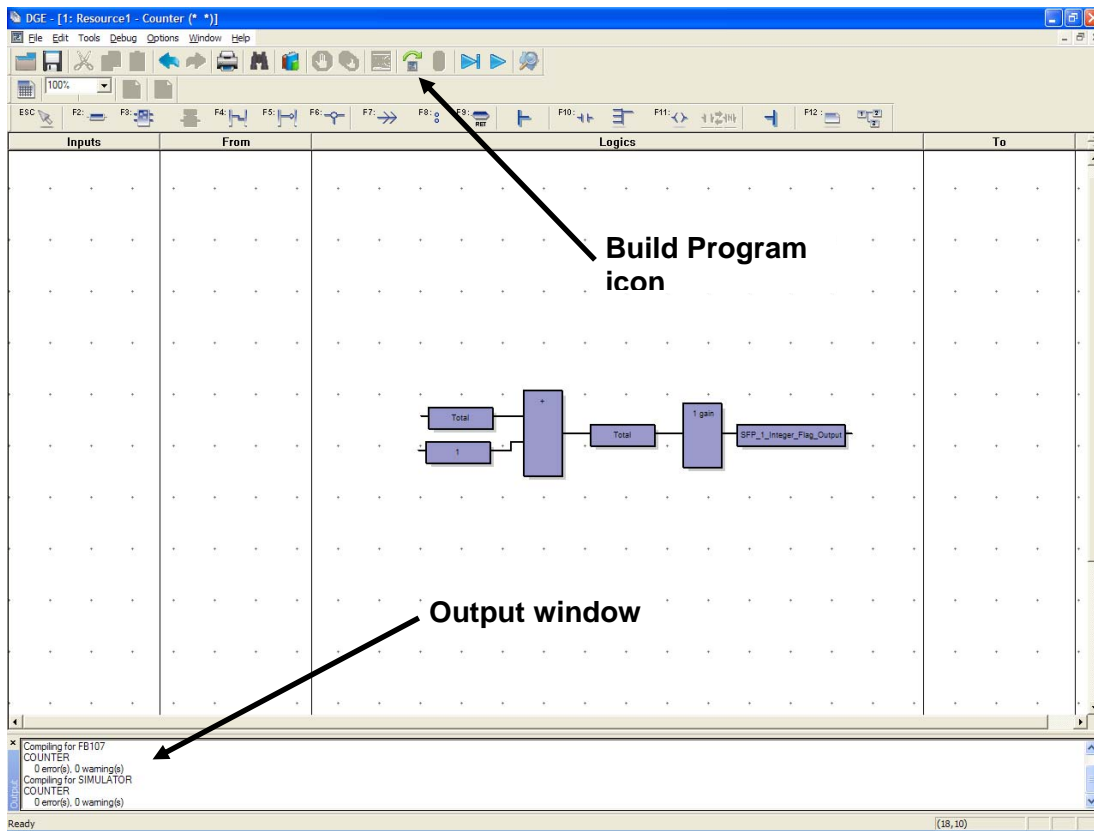 DGE - [1: Resource1 - Counter (* *)]
File Edit Tools Debug Options Window Help
100%
ESC F2: F3: F4: F5: F6: F7: F8: F9: RET F10: F11: F12:
Inputs From Logics To
Build Program
icon
+
Total
1
Total
1 gain
SFP_1_Integer_Flag_Output
Output window
Output
Compiling for FB107
COUNTER
0 error(s), 0 warning(s)
Compiling for SIMULATOR
COUNTER
0 error(s), 0 warning(s)
Ready (18,10)